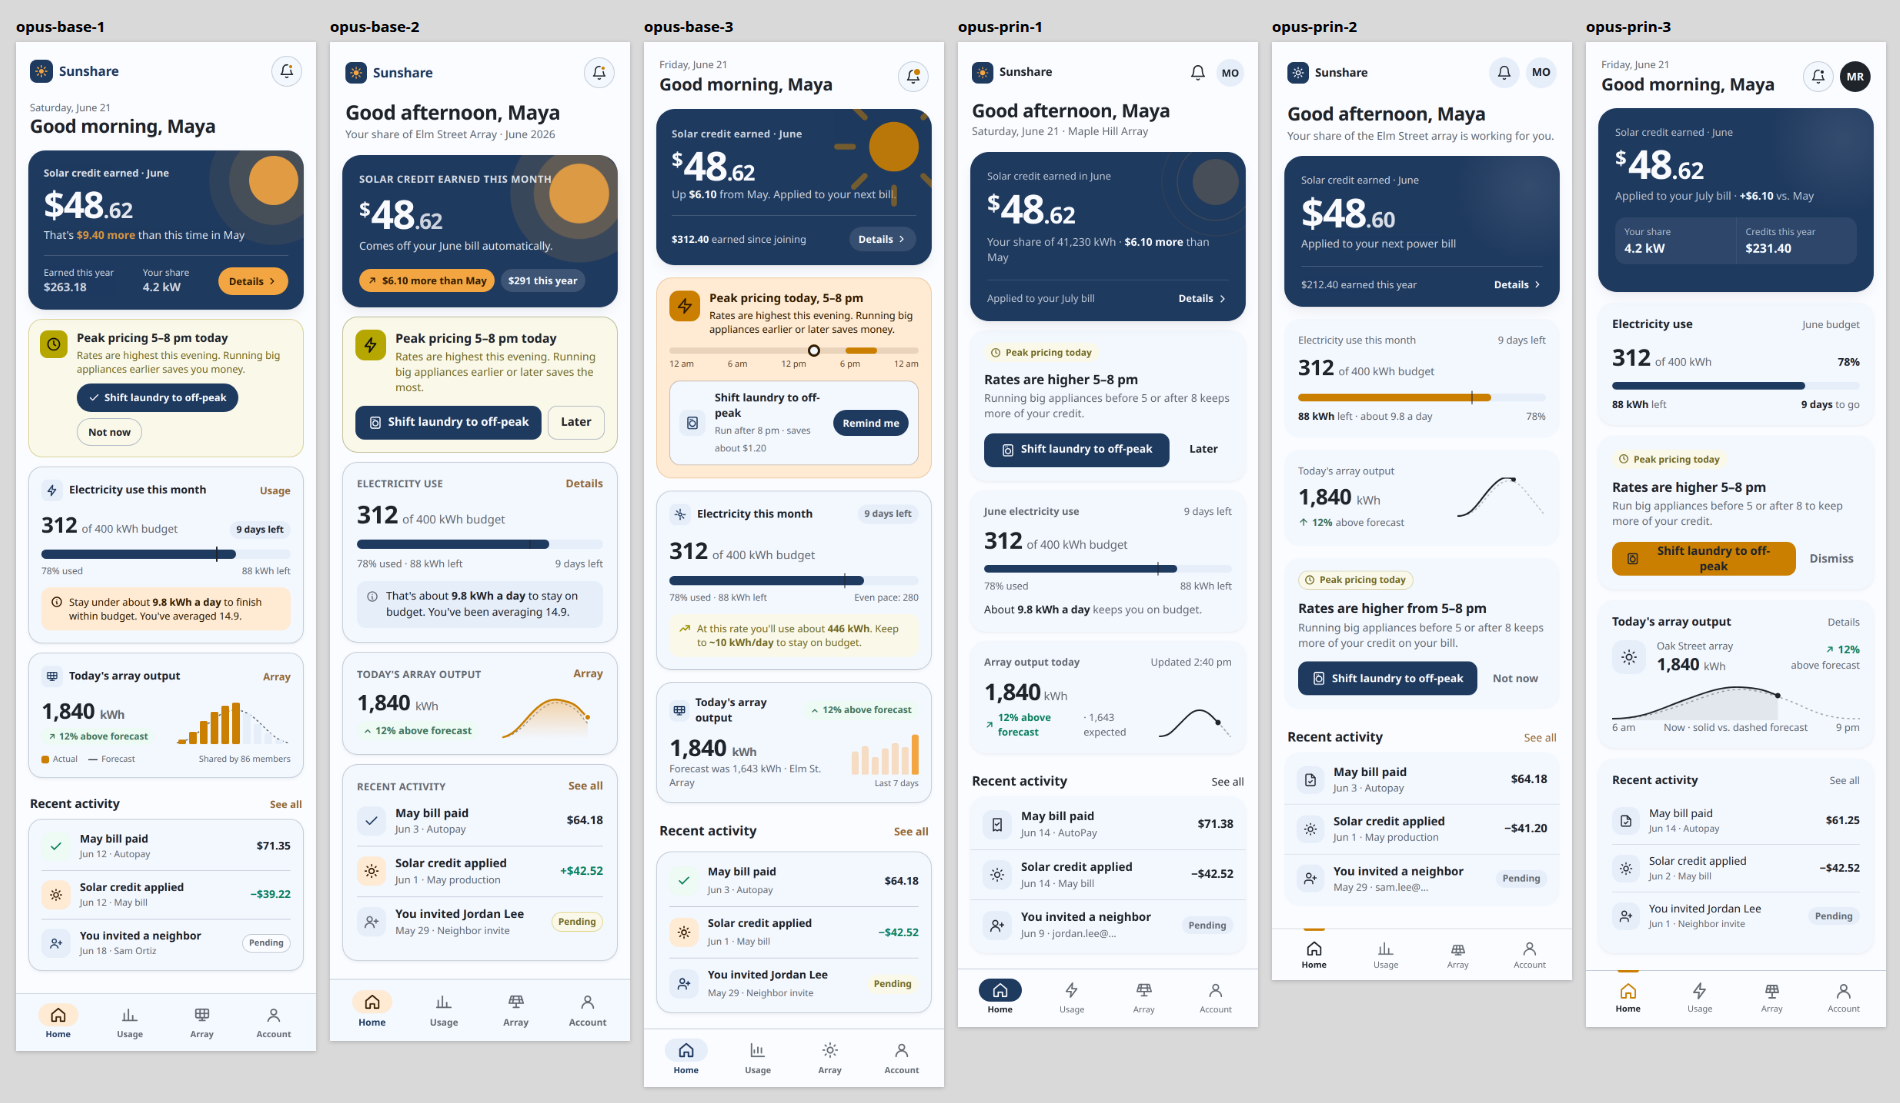 opus-base-1
Sunshare
Saturday, June 21
Good morning, Maya
Solar credit earned · June
$48.62
That's $9.40 more than this time in May
Earned this year
$263.18
Your share
4.2 kW
Details
Peak pricing 5–8 pm today
Rates are highest this evening. Running big
appliances earlier saves you money.
Shift laundry to off-peak
Not now
Electricity use this month
Usage
312 of 400 kWh budget
9 days left
78% used
88 kWh left
Stay under about 9.8 kWh a day to finish
within budget. You've averaged 14.9.
Today's array output
Array
1,840 kWh
12% above forecast
Actual
Forecast
Shared by 86 members
Recent activity
See all
May bill paid
Jun 12 · Autopay
$71.35
Solar credit applied
Jun 12 · May bill
−$39.22
You invited a neighbor
Jun 18 · Sam Ortiz
Pending
Home
Usage
Array
Account
opus-base-2
Sunshare
Good afternoon, Maya
Your share of Elm Street Array · June 2026
SOLAR CREDIT EARNED THIS MONTH
$48.62
Comes off your June bill automatically.
$6.10 more than May
$291 this year
Peak pricing 5–8 pm today
Rates are highest this evening. Running
big appliances earlier or later saves the
most.
Shift laundry to off-peak
Later
ELECTRICITY USE
Details
312 of 400 kWh budget
78% used · 88 kWh left
9 days left
That's about 9.8 kWh a day to stay on
budget. You've been averaging 14.9.
TODAY'S ARRAY OUTPUT
Array
1,840 kWh
12% above forecast
RECENT ACTIVITY
See all
May bill paid
Jun 3 · Autopay
$64.18
Solar credit applied
Jun 1 · May production
+$42.52
You invited Jordan Lee
May 29 · Neighbor invite
Pending
Home
Usage
Array
Account
opus-base-3
Friday, June 21
Good morning, Maya
Solar credit earned · June
$48.62
Up $6.10 from May. Applied to your next bill.
$312.40 earned since joining
Details
Peak pricing today, 5–8 pm
Rates are highest this evening. Running big
appliances earlier or later saves money.
12 am
6 am
12 pm
6 pm
12 am
Shift laundry to off-
peak
Run after 8 pm · saves
about $1.20
Remind me
Electricity this month
9 days left
312 of 400 kWh budget
78% used · 88 kWh left
Even pace: 280
At this rate you'll use about 446 kWh. Keep
to ~10 kWh/day to stay on budget.
Today's array
output
12% above forecast
1,840 kWh
Forecast was 1,643 kWh · Elm St.
Array
Last 7 days
Recent activity
See all
May bill paid
Jun 3 · Autopay
$64.18
Solar credit applied
Jun 1 · May bill
−$42.52
You invited Jordan Lee
May 29 · Neighbor invite
Pending
Home
Usage
Array
Account
opus-prin-1
Sunshare
MO
Good afternoon, Maya
Saturday, June 21 · Maple Hill Array
Solar credit earned in June
$48.62
Your share of 41,230 kWh · $6.10 more than
May
Applied to your July bill
Details
Peak pricing today
Rates are higher 5–8 pm
Running big appliances before 5 or after 8 keeps
more of your credit.
Shift laundry to off-peak
Later
June electricity use
9 days left
312 of 400 kWh budget
78% used
88 kWh left
About 9.8 kWh a day keeps you on budget.
Array output today
Updated 2:40 pm
1,840 kWh
12% above
forecast
· 1,643
expected
Recent activity
See all
May bill paid
Jun 14 · AutoPay
$71.38
Solar credit applied
Jun 14 · May bill
−$42.52
You invited a neighbor
Jun 9 · jordan.lee@...
Pending
Home
Usage
Array
Account
opus-prin-2
Sunshare
MO
Good afternoon, Maya
Your share of the Elm Street array is working for you.
Solar credit earned · June
$48.60
Applied to your next power bill
$212.40 earned this year
Details
Electricity use this month
9 days left
312 of 400 kWh budget
88 kWh left · about 9.8 a day
78%
Today's array output
1,840 kWh
12% above forecast
Peak pricing today
Rates are higher from 5–8 pm
Running big appliances before 5 or after 8 keeps
more of your credit on your bill.
Shift laundry to off-peak
Not now
Recent activity
See all
May bill paid
Jun 3 · Autopay
$64.18
Solar credit applied
Jun 1 · May production
−$41.20
You invited a neighbor
May 29 · sam.lee@...
Pending
Home
Usage
Array
Account
opus-prin-3
Friday, June 21
Good morning, Maya
MR
Solar credit earned · June
$48.62
Applied to your July bill · +$6.10 vs. May
Your share
4.2 kW
Credits this year
$231.40
Electricity use
June budget
312 of 400 kWh
78%
88 kWh left
9 days to go
Peak pricing today
Rates are higher 5–8 pm
Run big appliances before 5 or after 8 to keep
more of your credit.
Shift laundry to off-
peak
Dismiss
Today's array output
Details
Oak Street array
1,840 kWh
12%
above forecast
6 am
Now · solid vs. dashed forecast
9 pm
Recent activity
See all
May bill paid
Jun 14 · Autopay
$61.25
Solar credit applied
Jun 2 · May bill
−$42.52
You invited Jordan Lee
Jun 1 · Neighbor invite
Pending
Home
Usage
Array
Account